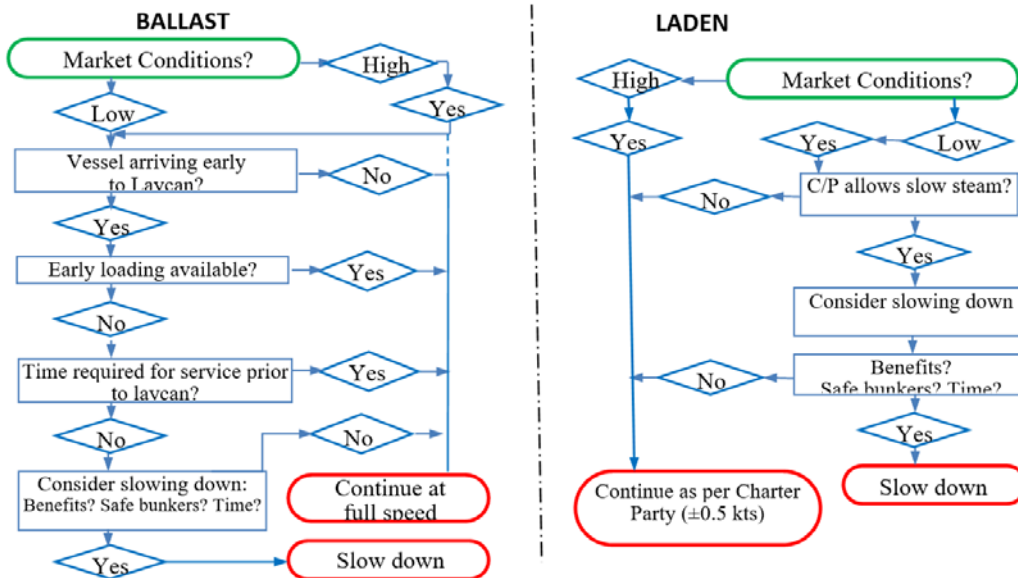 BALLAST
Market Conditions?
High
Low
Yes
Vessel arriving early
to Laycan?
No
Yes
Early loading available?
Yes
No
Time required for service prior
to laycan?
Yes
No
No
Consider slowing down:
Benefits? Safe bunkers? Time?
Continue at
full speed
Yes
Slow down
LADEN
High
Market Conditions?
Yes
Yes
Low
No
C/P allows slow steam?
Yes
Consider slowing down
No
Benefits?
Safe bunkers? Time?
Yes
Continue as per Charter
Party (±0.5 kts)
Slow down